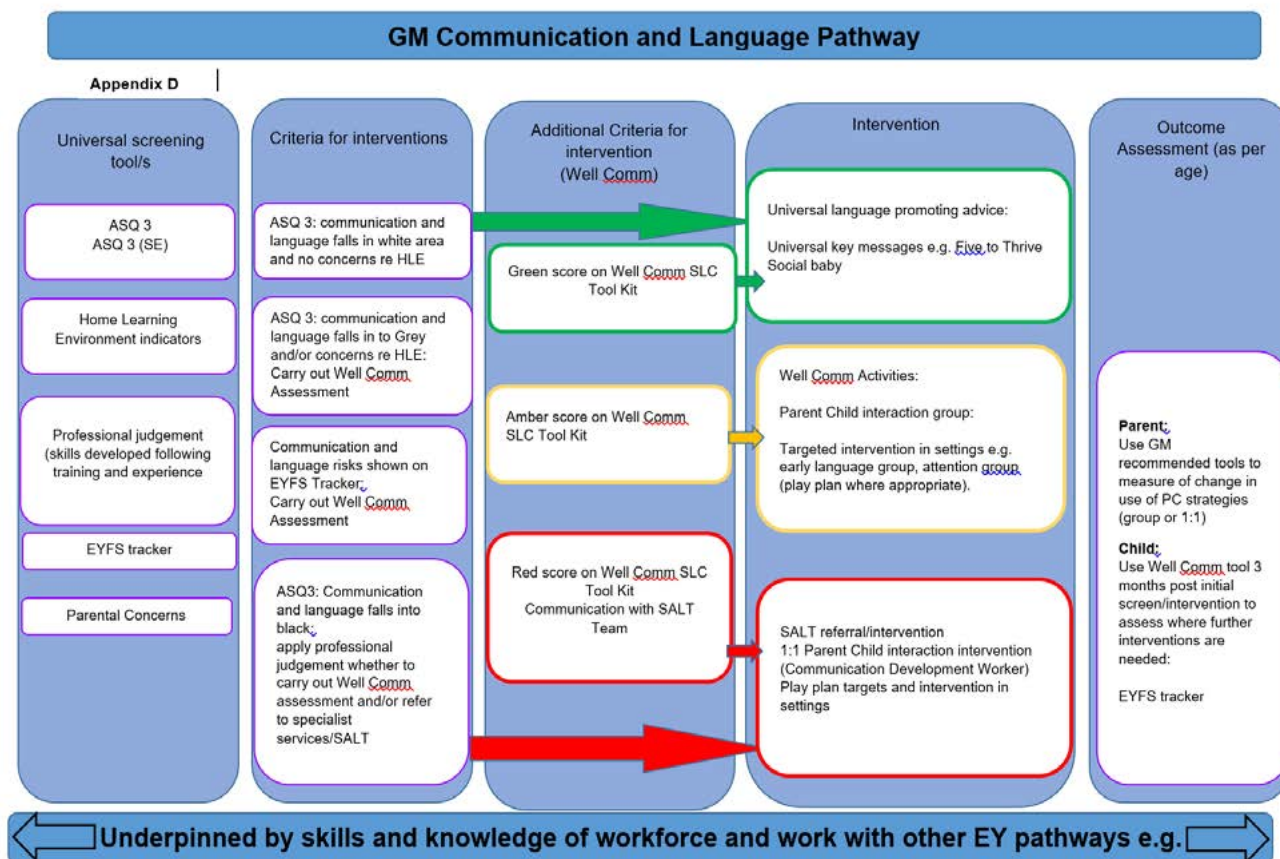 GM Communication and Language Pathway
Appendix D
Universal screening
tool/s
ASQ 3
ASQ 3 (SE)
Home Learning
Environment indicators
Professional judgement
(skills developed following
training and experience
EYFS tracker
Parental Concerns
Criteria for interventions
ASQ 3: communication and
language falls in white area
and no concerns re HLE
ASQ 3: communication and
language falls in to Grey
and/or concerns re HLE:
Carry out Well Comm
Assessment
Communication and
language risks shown on
EYFS Tracker;
Carry out Well Comm
Assessment
ASQ3: Communication
and language falls into
black;
apply professional
judgement whether to
carry out Well Comm
assessment and/or refer
to specialist
services/SALT
Additional Criteria for
intervention
(Well Comm)
Green score on Well Comm SLC
Tool Kit
Amber score on Well Comm
SLC Tool Kit
Red score on Well Comm SLC
Tool Kit
Communication with SALT
Team
Intervention
Universal language promoting advice:
Universal key messages e.g. Five to Thrive
Social baby
Well Comm Activities:
Parent Child interaction group:
Targeted intervention in settings e.g.
early language group, attention group
(play plan where appropriate).
SALT referral/intervention
1:1 Parent Child interaction intervention
(Communication Development Worker)
Play plan targets and intervention in
settings
Outcome
Assessment (as per
age)
Parent;
Use GM
recommended tools to
measure of change in
use of PC strategies
(group or 1:1)
Child;
Use Well Comm tool 3
months post initial
screen/intervention to
assess where further
interventions are
needed:
EYFS tracker
Underpinned by skills and knowledge of workforce and work with other EY pathways e.g.